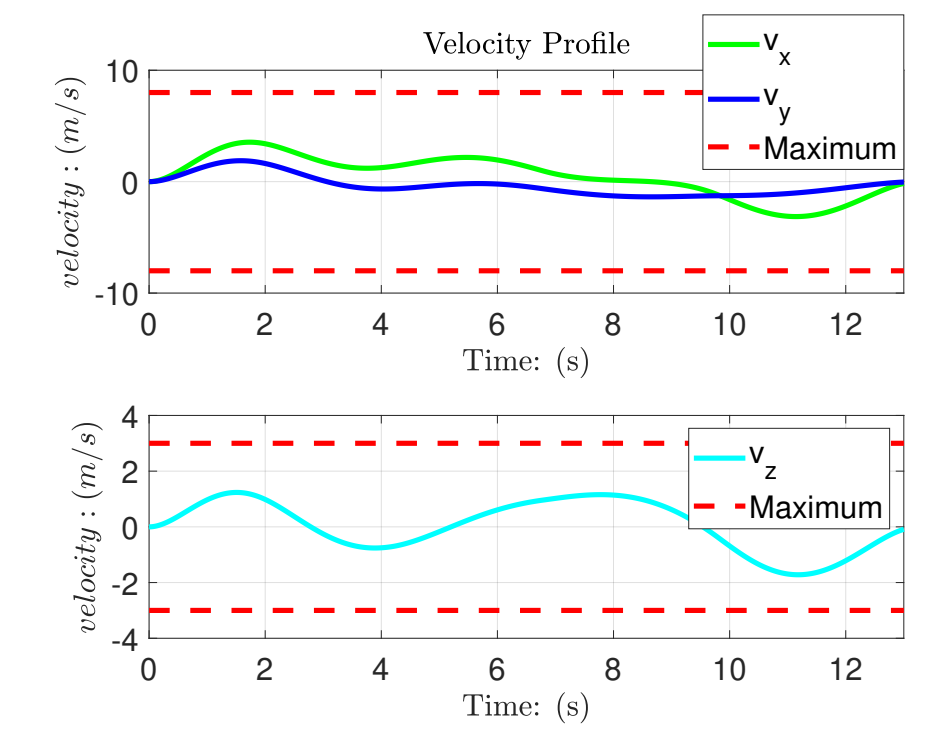 Velocity Profile
v_x
v_y
Maximum
velocity : (m/s)
10
0
-10
0 2 4 6 8 10 12
Time: (s)
v_z
Maximum
velocity : (m/s)
4
2
0
-2
-4
0 2 4 6 8 10 12
Time: (s)